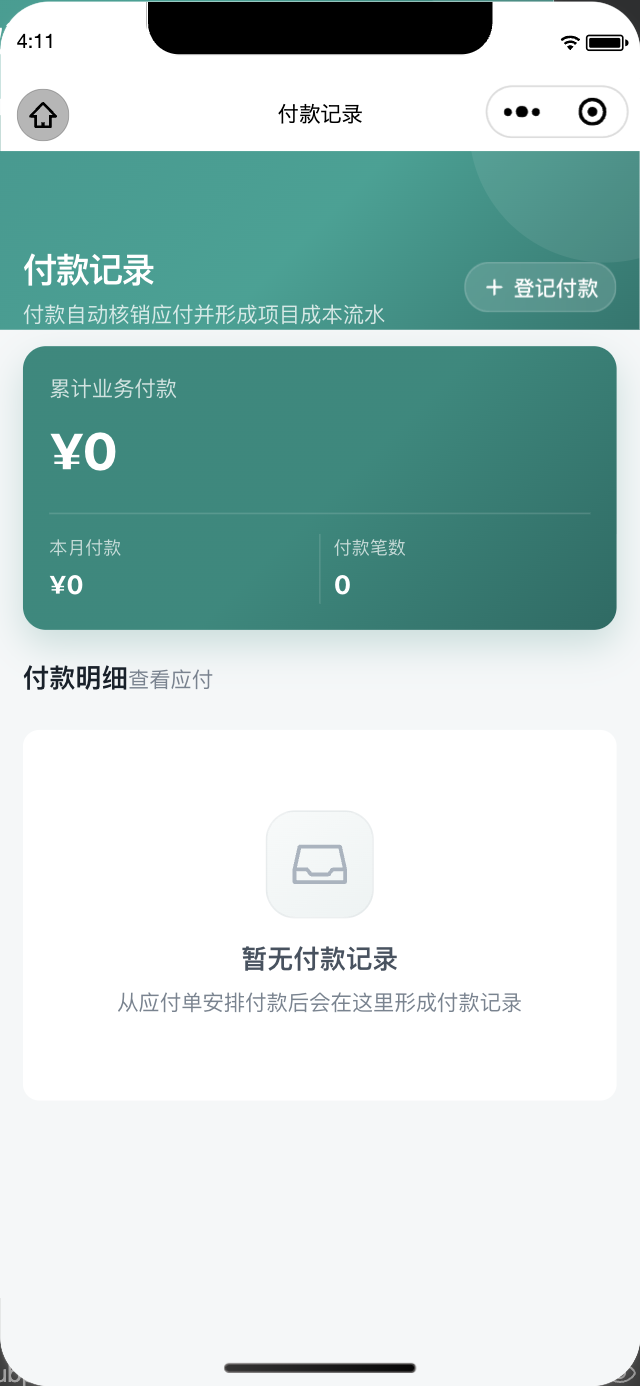 4:11
付款记录
付款记录
付款自动核销应付并形成项目成本流水
+ 登记付款
累计业务付款
¥0
本月付款
付款笔数
¥0
0
付款明细查看应付
暂无付款记录
从应付单安排付款后会在这里形成付款记录